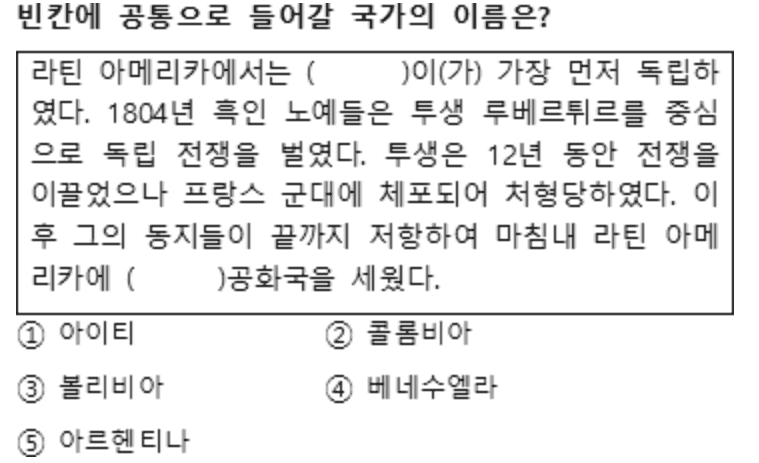 빈칸에 공통으로 들어갈 국가의 이름은?
라틴 아메리카에서는 (        )이(가) 가장 먼저 독립하
였다. 1804년 흑인 노예들은 투생 루베르튀르를 중심
으로 독립 전쟁을 벌였다. 투생은 12년 동안 전쟁을
이끌었으나 프랑스 군대에 체포되어 처형당하였다. 이
후 그의 동지들이 끝까지 저항하여 마침내 라틴 아메
리카에 (        )공화국을 세웠다.
① 아이티 ② 콜롬비아
③ 볼리비아 ④ 베네수엘라
⑤ 아르헨티나